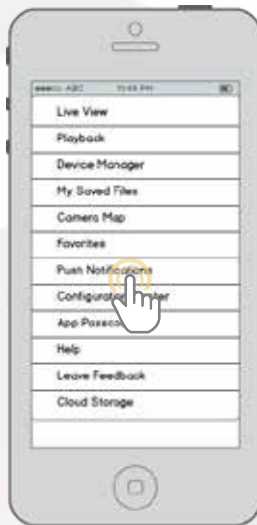 ABC
Live View
Playback
Device Manager
My Saved Files
Camera Map
Favorites
Push Notifications
App
Help
Leave Feedback
Cloud Storage